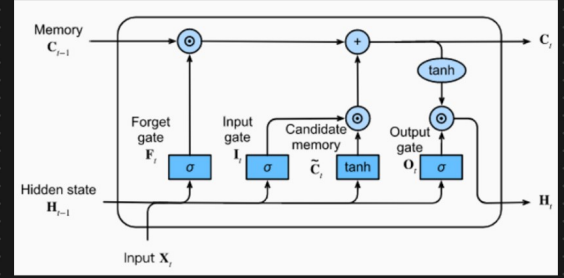 Memory
C_{t-1}
⊙
+
C_t
tanh
⊙
⊙
Forget
gate
F_t
Input
gate
I_t
Candidate
memory
C̃_t
Output
gate
O_t
σ
σ
tanh
σ
Hidden state
H_{t-1}
H_t
Input X_t